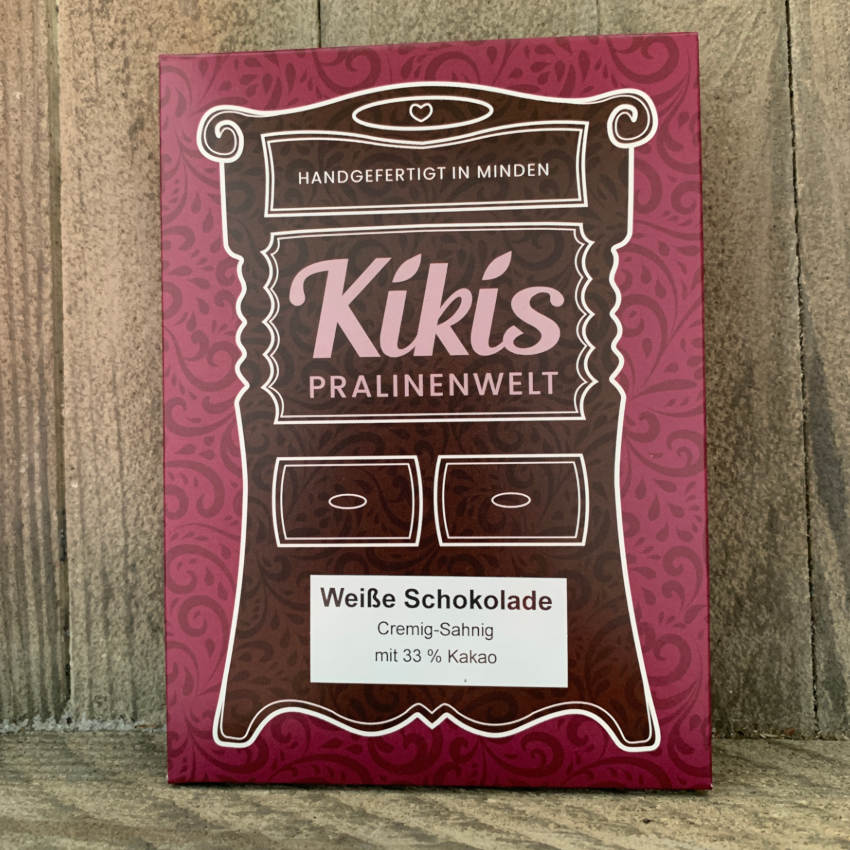 HANDGEFERTIGT IN MINDEN
Kikis
PRALINENWELT
Weiße Schokolade
Cremig-Sahnig
mit 33 % Kakao